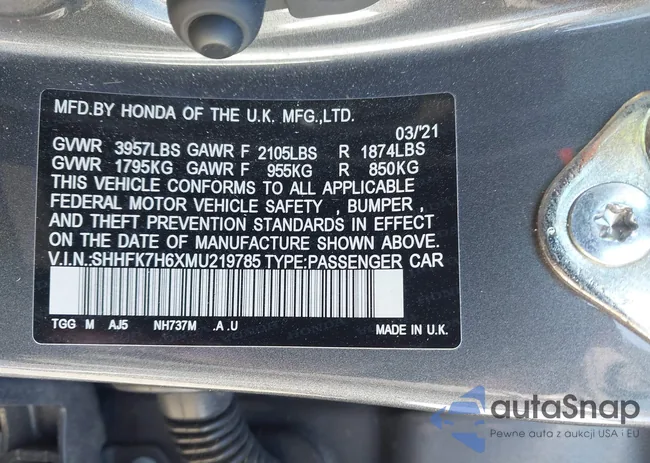 MFD.BY HONDA OF THE U.K. MFG.,LTD.
03/'21
GVWR 3957LBS GAWR F 2105LBS R 1874LBS
GVWR 1795KG GAWR F 955KG R 850KG
THIS VEHICLE CONFORMS TO ALL APPLICABLE
FEDERAL MOTOR VEHICLE SAFETY , BUMPER ,
AND THEFT PREVENTION STANDARDS IN EFFECT
ON THE DATE OF MANUFACTURE SHOWN ABOVE.
V.I.N.:SHHFK7H6XMU219785 TYPE:PASSENGER CAR
TGG M AJ5 NH737M .A .U MADE IN U.K.
autaSnap
Pewne auta z aukcji USA i EU